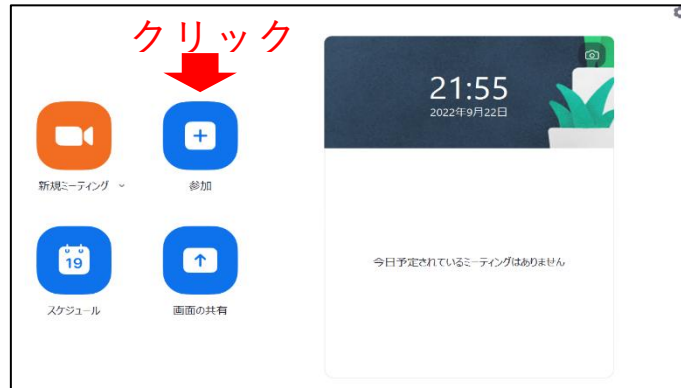 クリック
21:55
2022年9月22日
新規ミーティング
参加
19
スケジュール
画面の共有
今日予定されているミーティングはありません